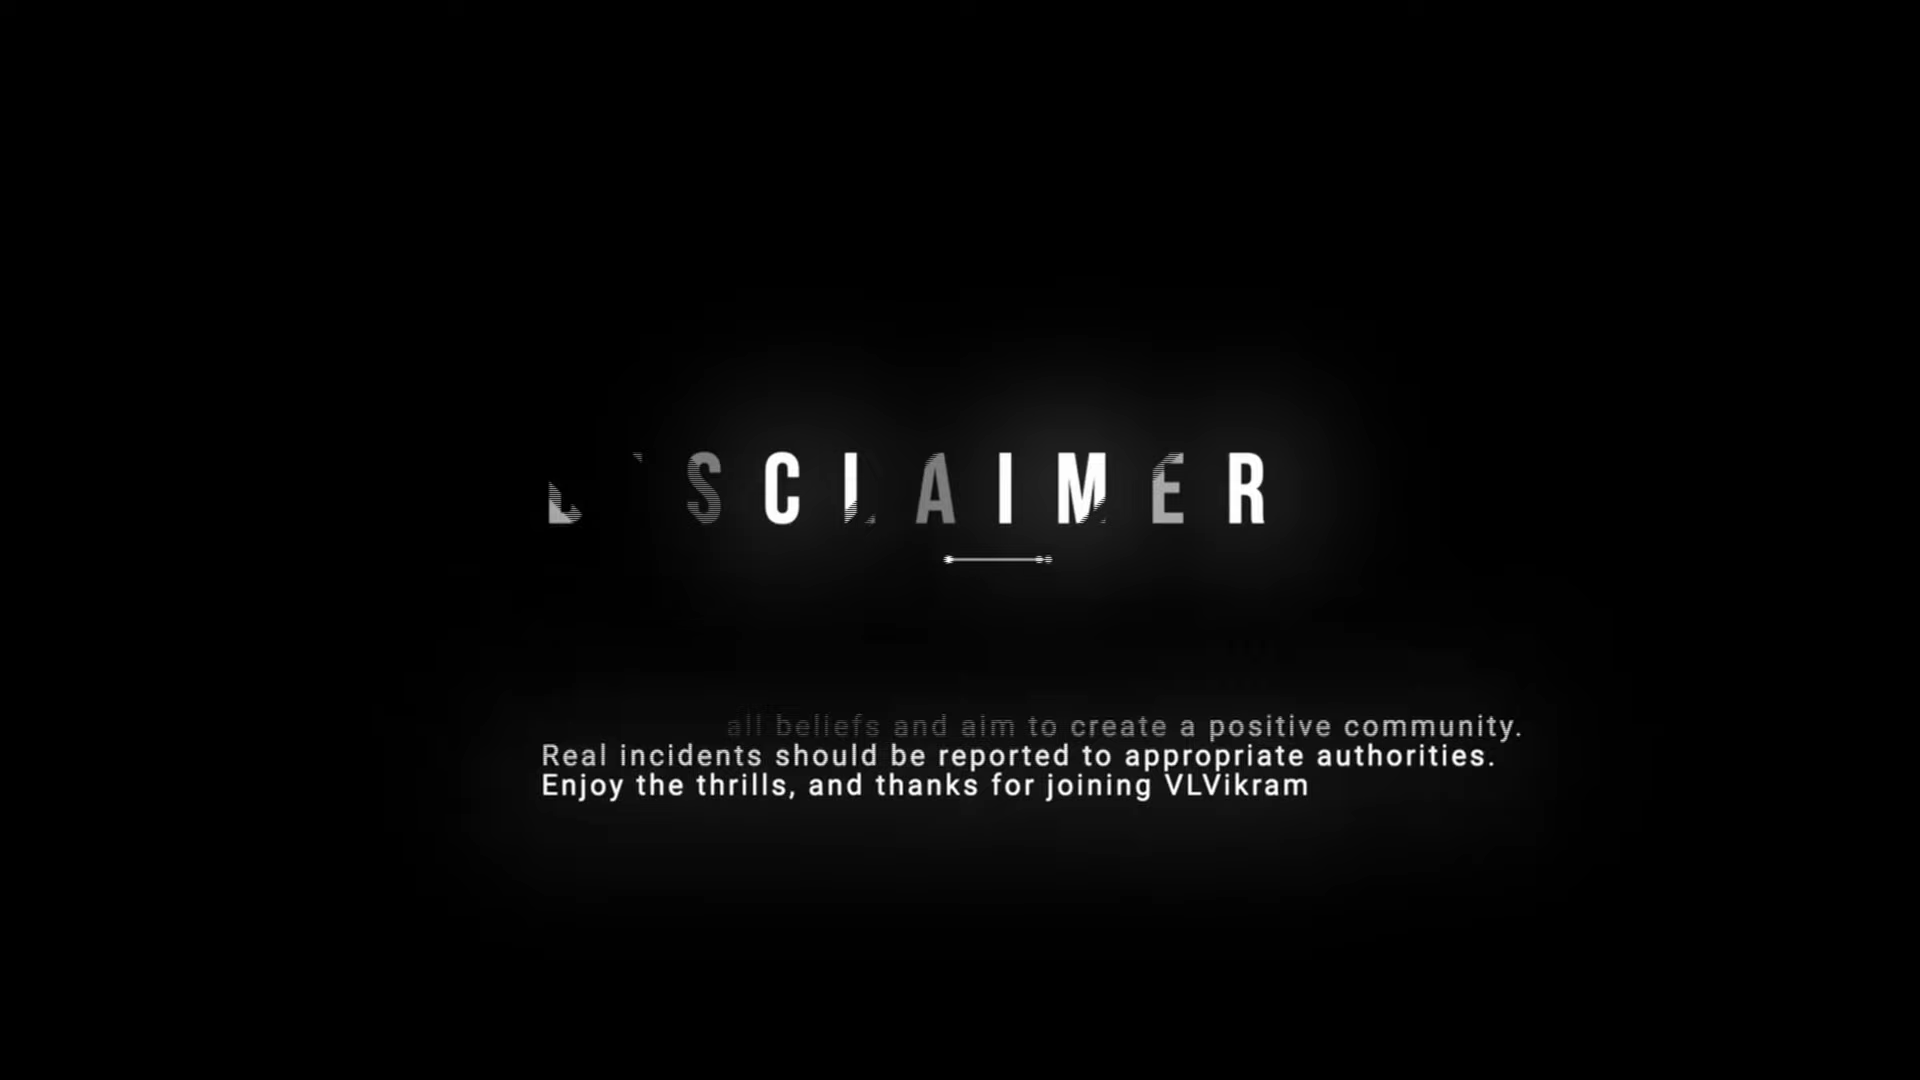 DISCLAIMER
all beliefs and aim to create a positive community.
Real incidents should be reported to appropriate authorities.
Enjoy the thrills, and thanks for joining VLVikram